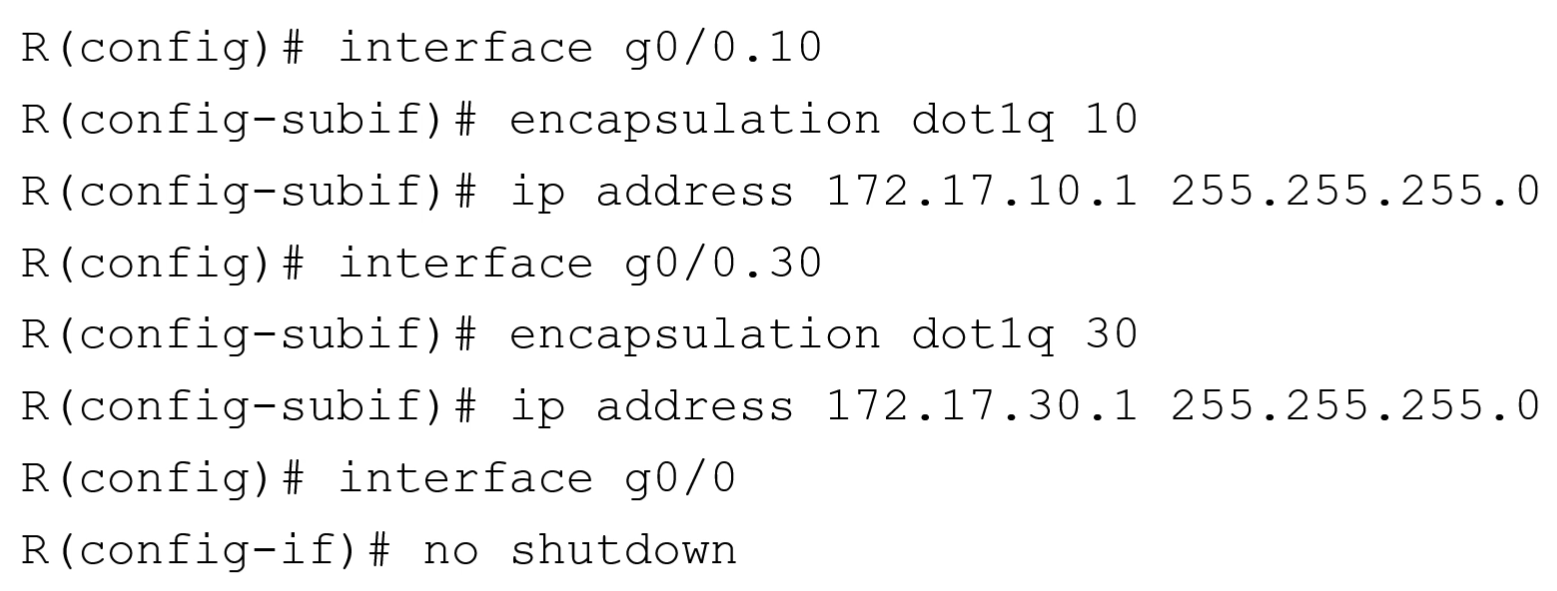 R(config)# interface g0/0.10
R(config-subif)# encapsulation dot1q 10
R(config-subif)# ip address 172.17.10.1 255.255.255.0
R(config)# interface g0/0.30
R(config-subif)# encapsulation dot1q 30
R(config-subif)# ip address 172.17.30.1 255.255.255.0
R(config)# interface g0/0
R(config-if)# no shutdown